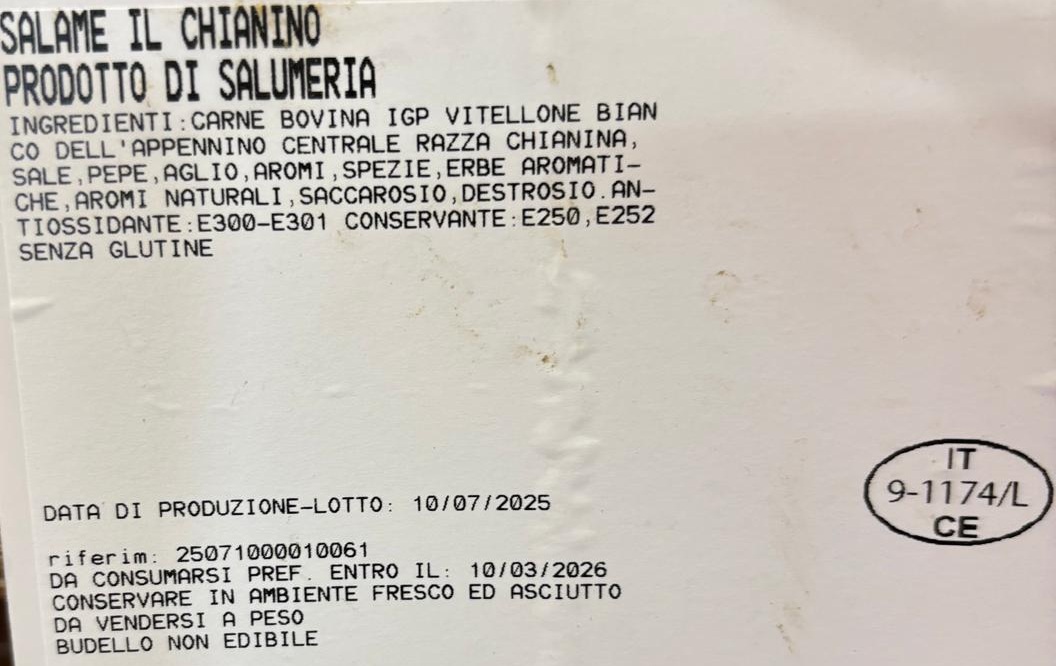 SALAME IL CHIANINO
PRODOTTO DI SALUMERIA
INGREDIENTI:CARNE BOVINA IGP VITELLONE BIAN
CO DELL'APPENNINO CENTRALE RAZZA CHIANINA,
SALE,PEPE,AGLIO,AROMI,SPEZIE,ERBE AROMATI-
CHE,AROMI NATURALI,SACCAROSIO,DESTROSIO.AN-
TIOSSIDANTE:E300-E301 CONSERVANTE:E250,E252
SENZA GLUTINE
DATA DI PRODUZIONE-LOTTO: 10/07/2025
IT
9-1174/L
CE
riferim: 25071000010061
DA CONSUMARSI PREF. ENTRO IL: 10/03/2026
CONSERVARE IN AMBIENTE FRESCO ED ASCIUTTO
DA VENDERSI A PESO
BUDELLO NON EDIBILE